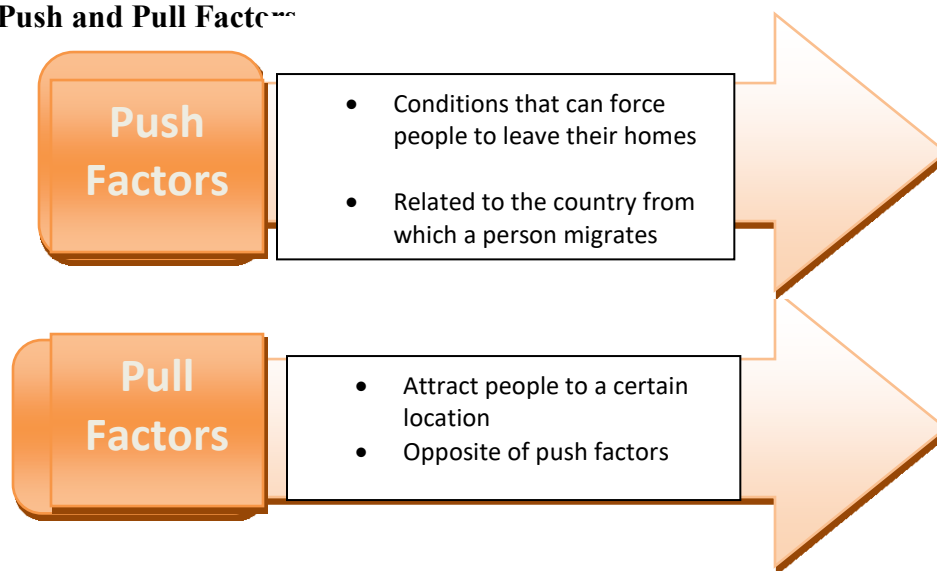 Push and Pull Factors
Push
Factors
• Conditions that can force
people to leave their homes
• Related to the country from
which a person migrates
Pull
Factors
• Attract people to a certain
location
• Opposite of push factors